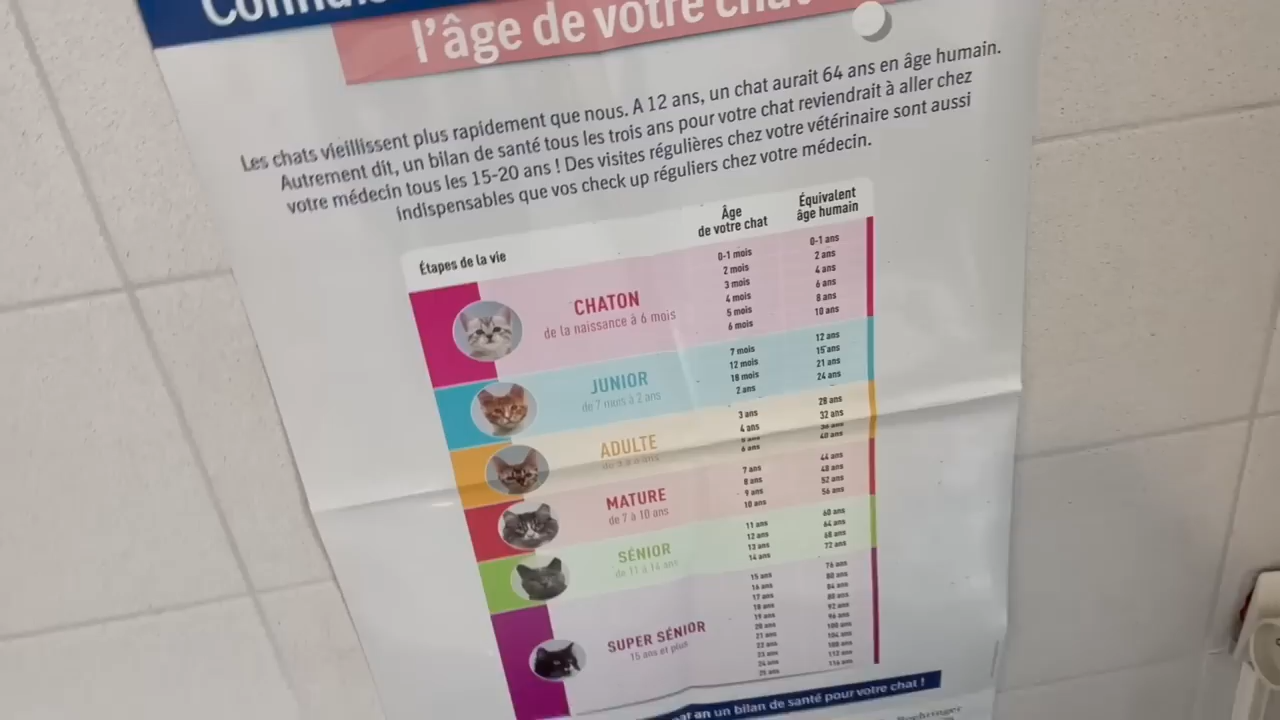 l'âge de votre chat
Les chats vieillissent plus rapidement que nous. A 12 ans, un chat aurait 64 ans en âge humain.
Autrement dit, un bilan de santé tous les trois ans pour votre chat reviendrait à aller chez
votre médecin tous les 15-20 ans ! Des visites régulières chez votre vétérinaire sont aussi
indispensables que vos check up réguliers chez votre médecin.
Étapes de la vie
Âge
de votre chat
Équivalent
âge humain
CHATON
de la naissance à 6 mois
0-1 mois 0-1 ans
2 mois 2 ans
3 mois 4 ans
4 mois 6 ans
5 mois 8 ans
6 mois 10 ans
JUNIOR
de 7 mois à 2 ans
7 mois 12 ans
12 mois 15 ans
18 mois 21 ans
2 ans 24 ans
ADULTE
3 ans 28 ans
4 ans 32 ans
5 ans 36 ans
6 ans 40 ans
MATURE
de 7 à 10 ans
7 ans 44 ans
8 ans 48 ans
9 ans 52 ans
10 ans 56 ans
SÉNIOR
de 11 à 14 ans
11 ans 60 ans
12 ans 64 ans
13 ans 68 ans
14 ans 72 ans
SUPER SÉNIOR
15 ans et plus
15 ans 76 ans
16 ans 80 ans
17 ans 84 ans
18 ans 88 ans
19 ans 92 ans
20 ans 96 ans
21 ans 100 ans
22 ans 104 ans
23 ans 108 ans
24 ans 112 ans
25 ans 116 ans
an un bilan de santé pour votre chat !
Boehringer